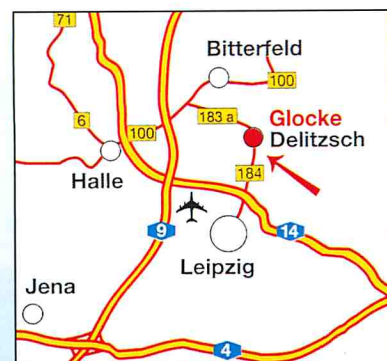 71
Bitterfeld
100
6
100
183 a
Glocke
Delitzsch
Halle
184
9
14
Leipzig
Jena
4